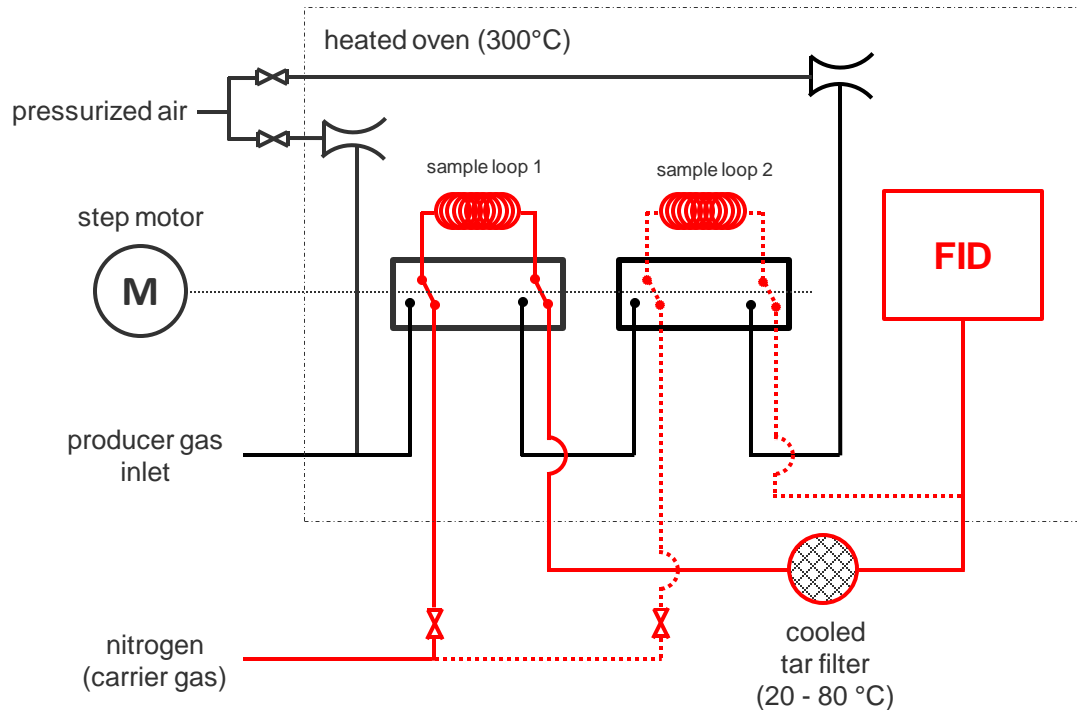 heated oven (300°C)
pressurized air
sample loop 1
sample loop 2
step motor
M
FID
producer gas
inlet
nitrogen
(carrier gas)
cooled
tar filter
(20 - 80 °C)